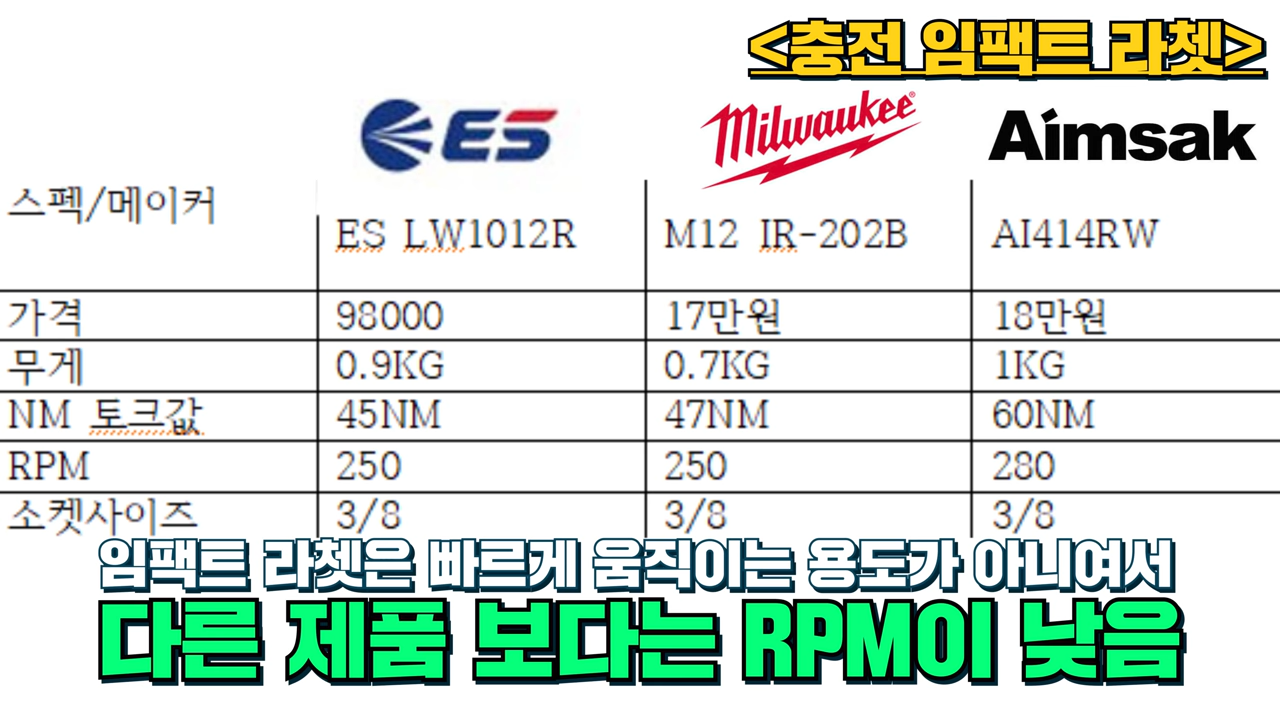 <충전 임팩트 라쳇>
ES Milwaukee® Aimsak
스펙/메이커 ES LW1012R M12 IR-202B AI414RW
가격 98000 17만원 18만원
무게 0.9KG 0.7KG 1KG
NM 토크값 45NM 47NM 60NM
RPM 250 250 280
소켓사이즈 3/8 3/8 3/8
임팩트 라쳇은 빠르게 움직이는 용도가 아니여서
다른 제품 보다는 RPM이 낮음